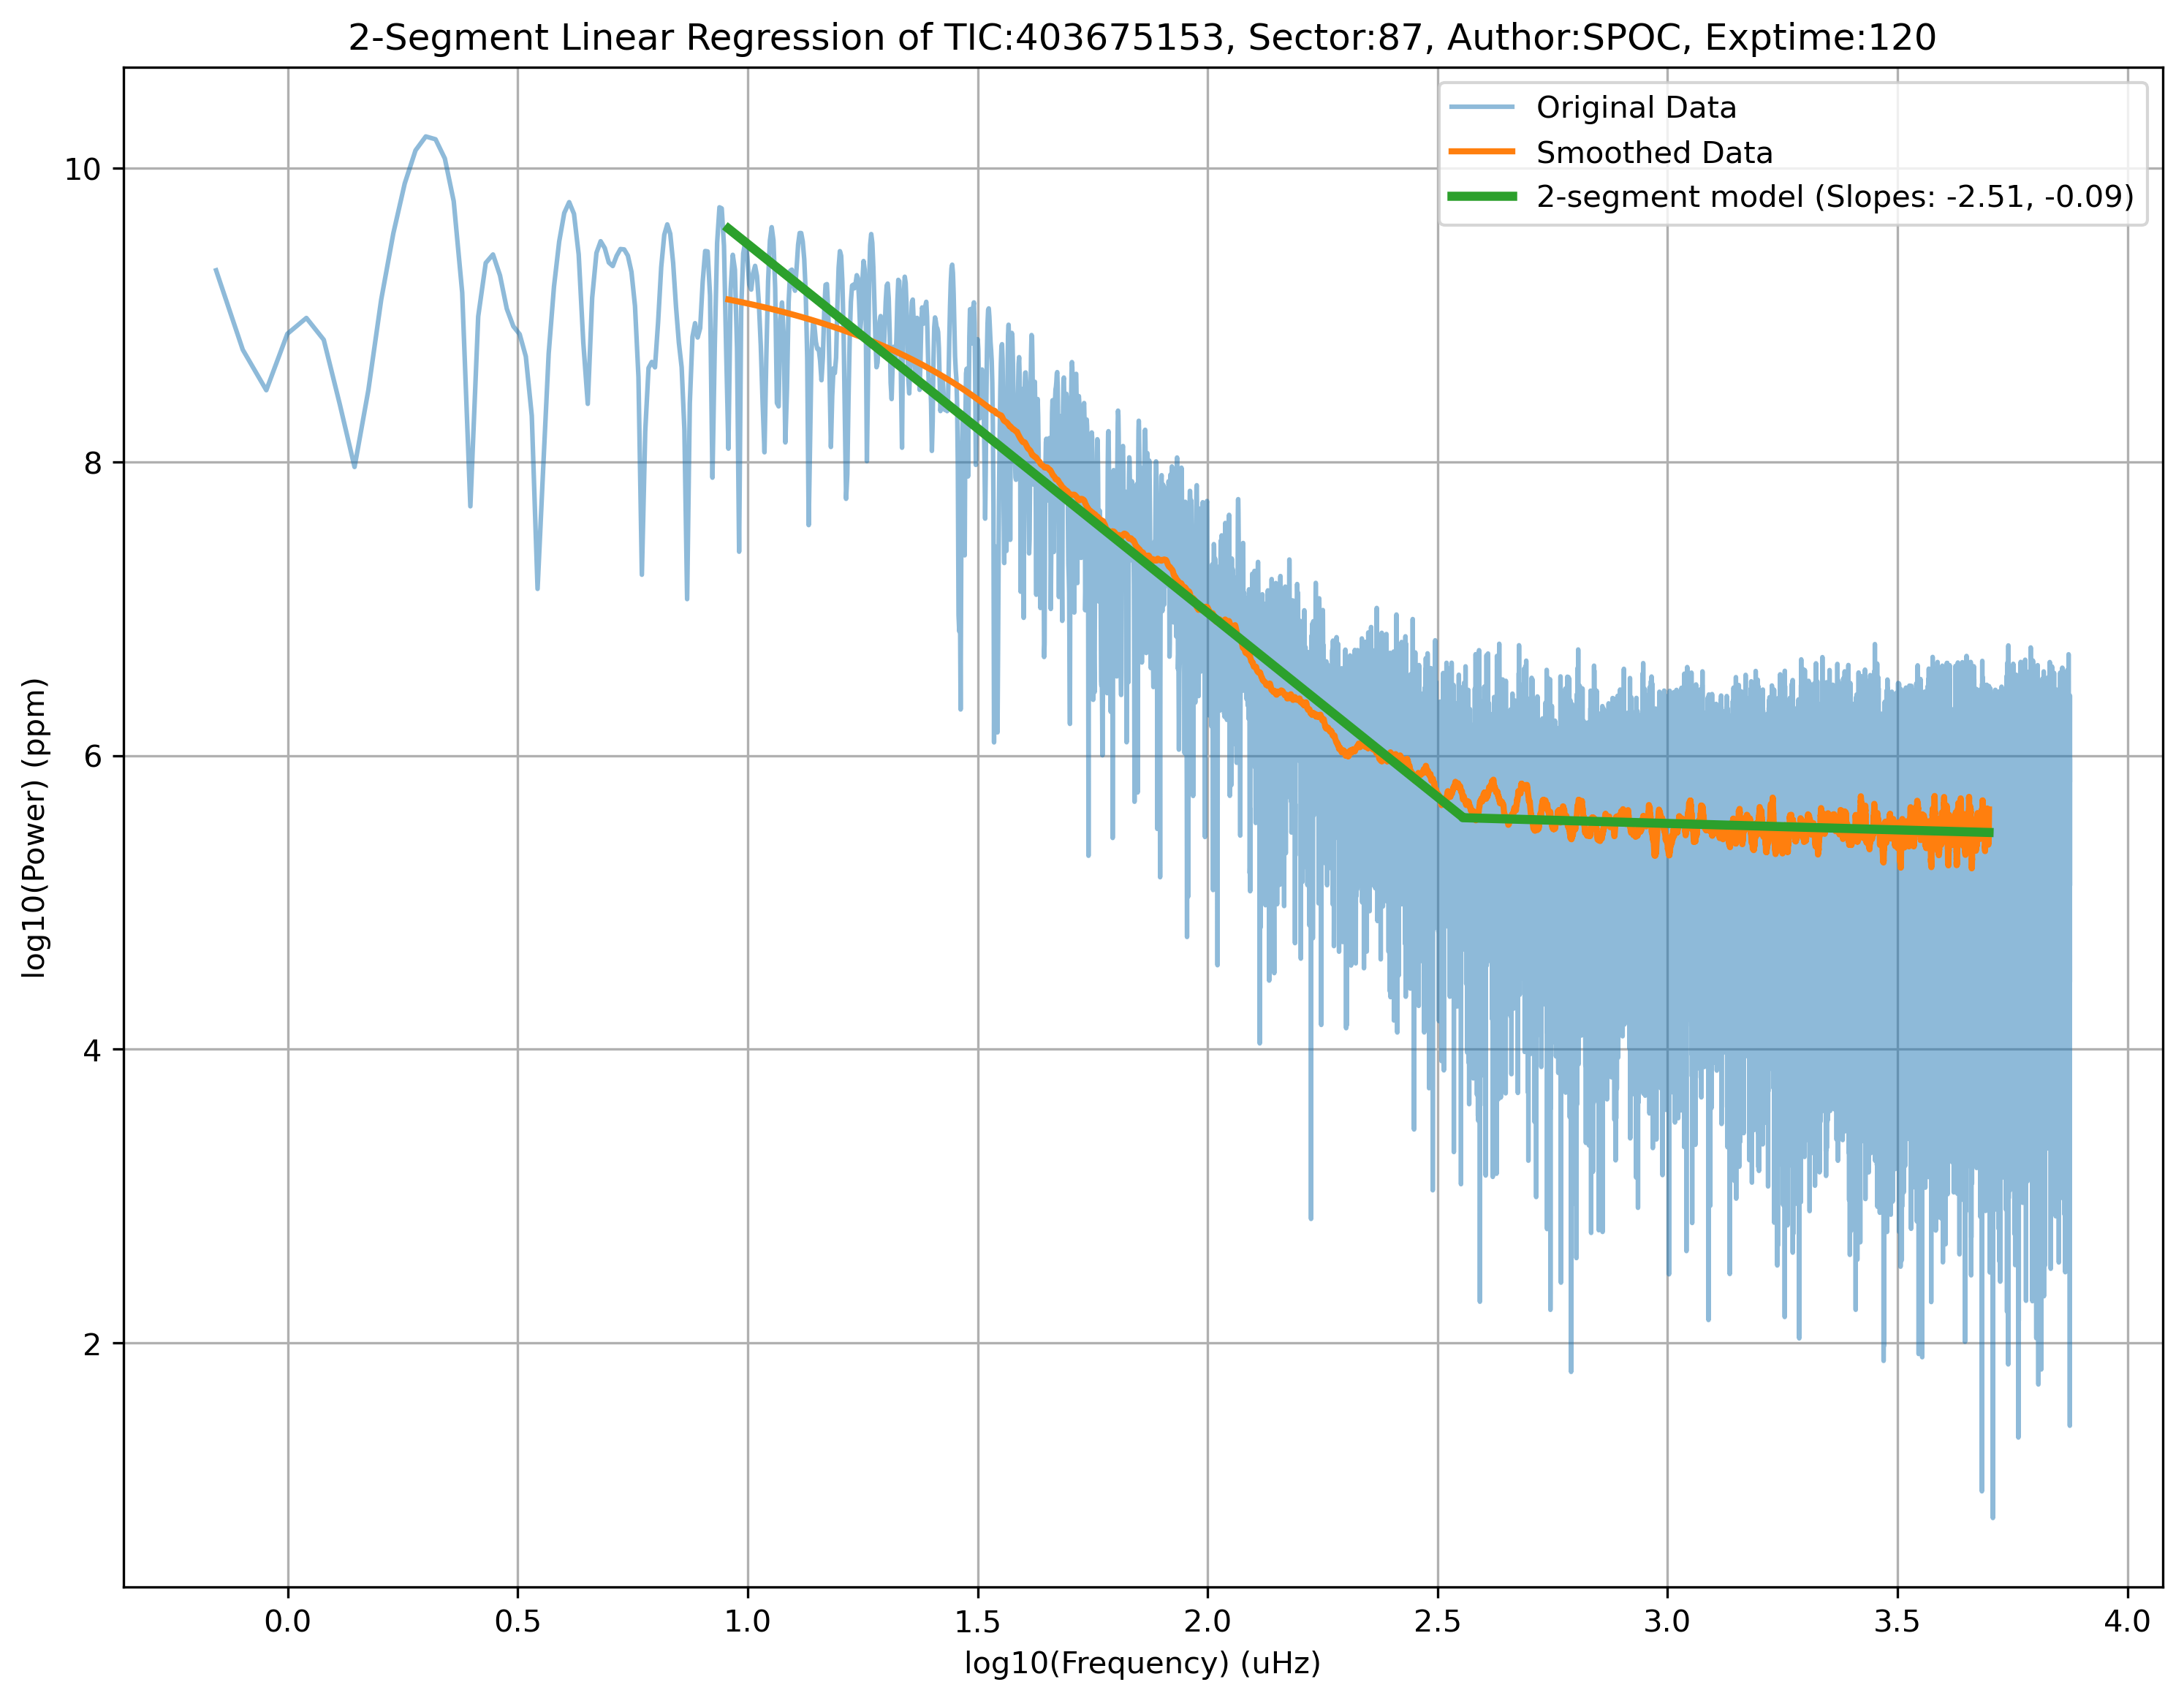 2-Segment Linear Regression of TIC:403675153, Sector:87, Author:SPOC, Exptime:120
Original Data
Smoothed Data
2-segment model (Slopes: -2.51, -0.09)
log10(Power) (ppm)
10
8
6
4
2
0.0 0.5 1.0 1.5 2.0 2.5 3.0 3.5 4.0
log10(Frequency) (uHz)